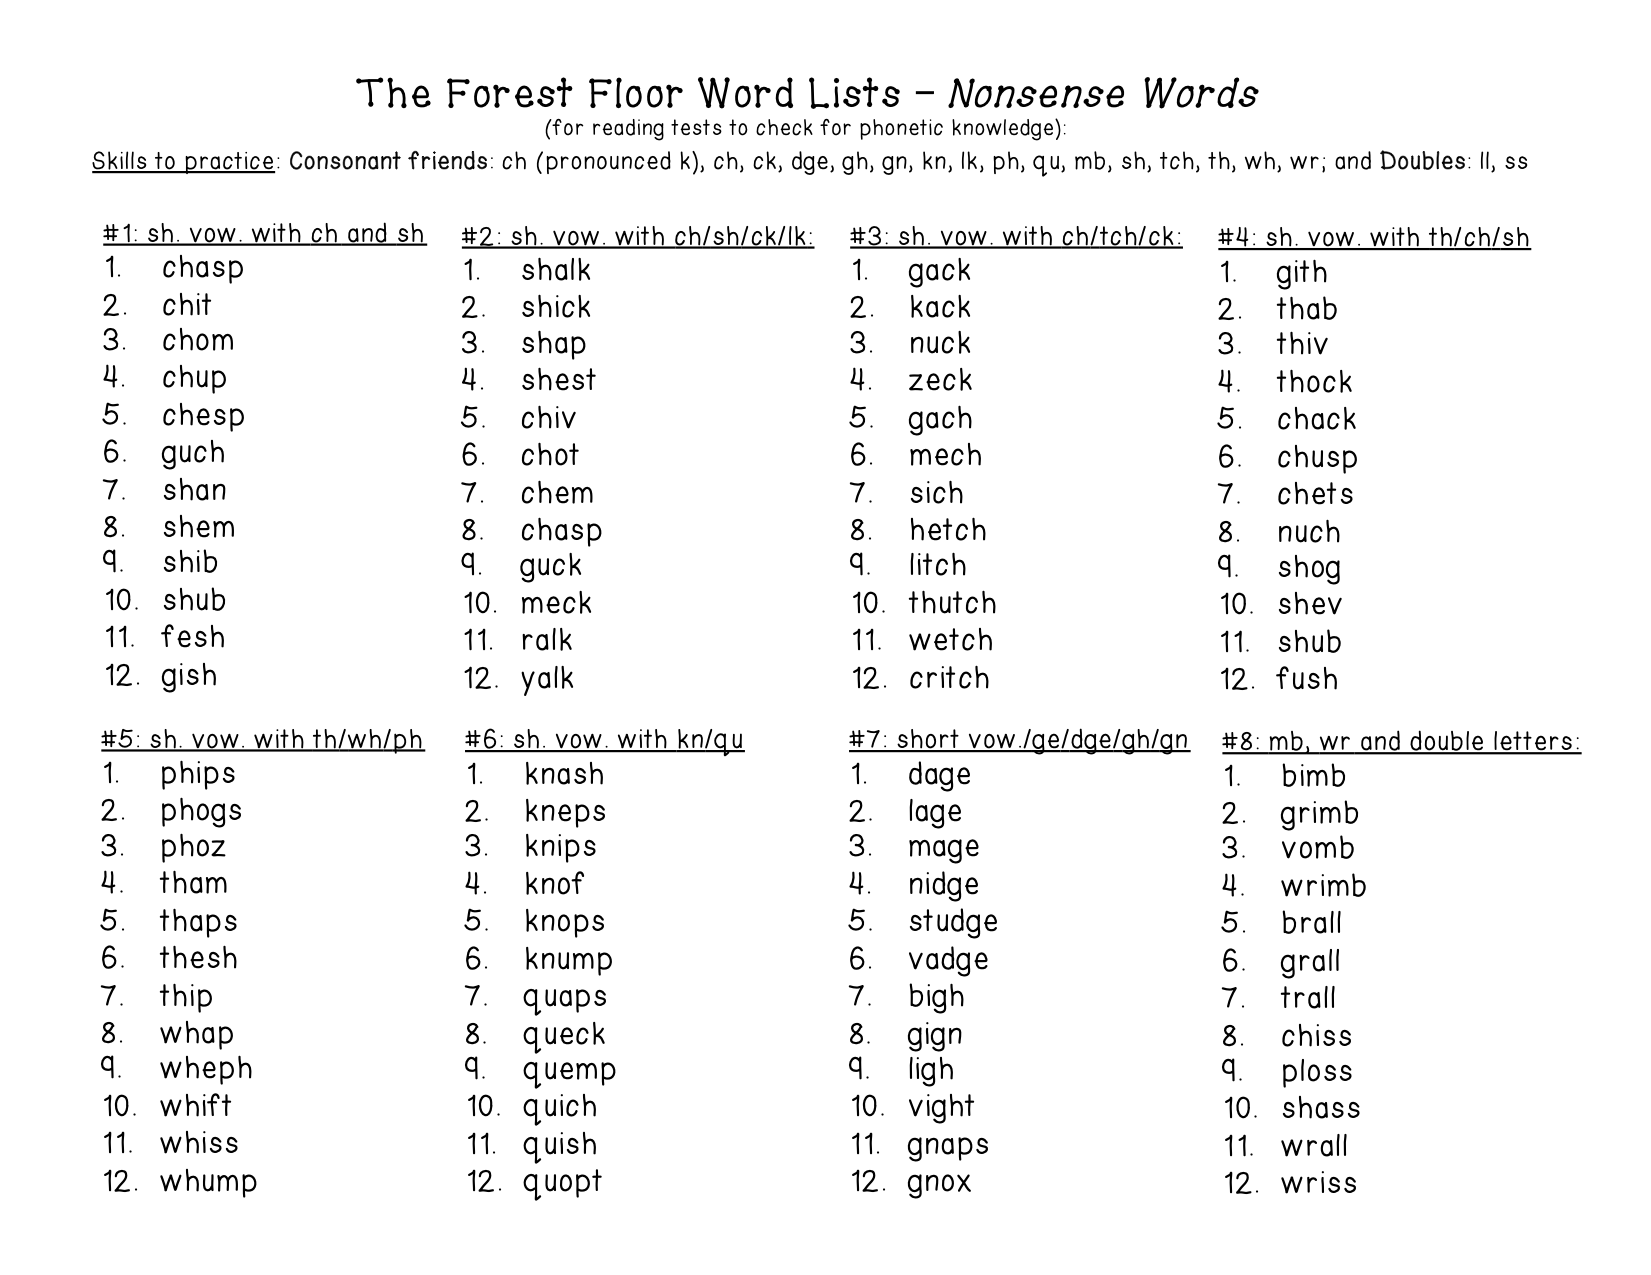 The Forest Floor Word Lists – Nonsense Words
(for reading tests to check for phonetic knowledge):
Skills to practice: Consonant friends: ch (pronounced k), ch, ck, dge, gh, gn, kn, lk, ph, qu, mb, sh, tch, th, wh, wr; and Doubles: ll, ss
#1: sh. vow. with ch and sh
1. chasp
2. chit
3. chom
4. chup
5. chesp
6. guch
7. shan
8. shem
9. shib
10. shub
11. fesh
12. gish
#2: sh. vow. with ch/sh/ck/lk:
1. shalk
2. shick
3. shap
4. shest
5. chiv
6. chot
7. chem
8. chasp
9. guck
10. meck
11. ralk
12. yalk
#3: sh. vow. with ch/tch/ck:
1. gack
2. kack
3. nuck
4. zeck
5. gach
6. mech
7. sich
8. hetch
9. litch
10. thutch
11. wetch
12. critch
#4: sh. vow. with th/ch/sh
1. gith
2. thab
3. thiv
4. thock
5. chack
6. chusp
7. chets
8. nuch
9. shog
10. shev
11. shub
12. fush
#5: sh. vow. with th/wh/ph
1. phips
2. phogs
3. phoz
4. tham
5. thaps
6. thesh
7. thip
8. whap
9. wheph
10. whift
11. whiss
12. whump
#6: sh. vow. with kn/qu
1. knash
2. kneps
3. knips
4. knof
5. knops
6. knump
7. quaps
8. queck
9. quemp
10. quich
11. quish
12. quopt
#7: short vow./ge/dge/gh/gn
1. dage
2. lage
3. mage
4. nidge
5. studge
6. vadge
7. bigh
8. gign
9. ligh
10. vight
11. gnaps
12. gnox
#8: mb, wr and double letters:
1. bimb
2. grimb
3. vomb
4. wrimb
5. brall
6. grall
7. trall
8. chiss
9. ploss
10. shass
11. wrall
12. wriss